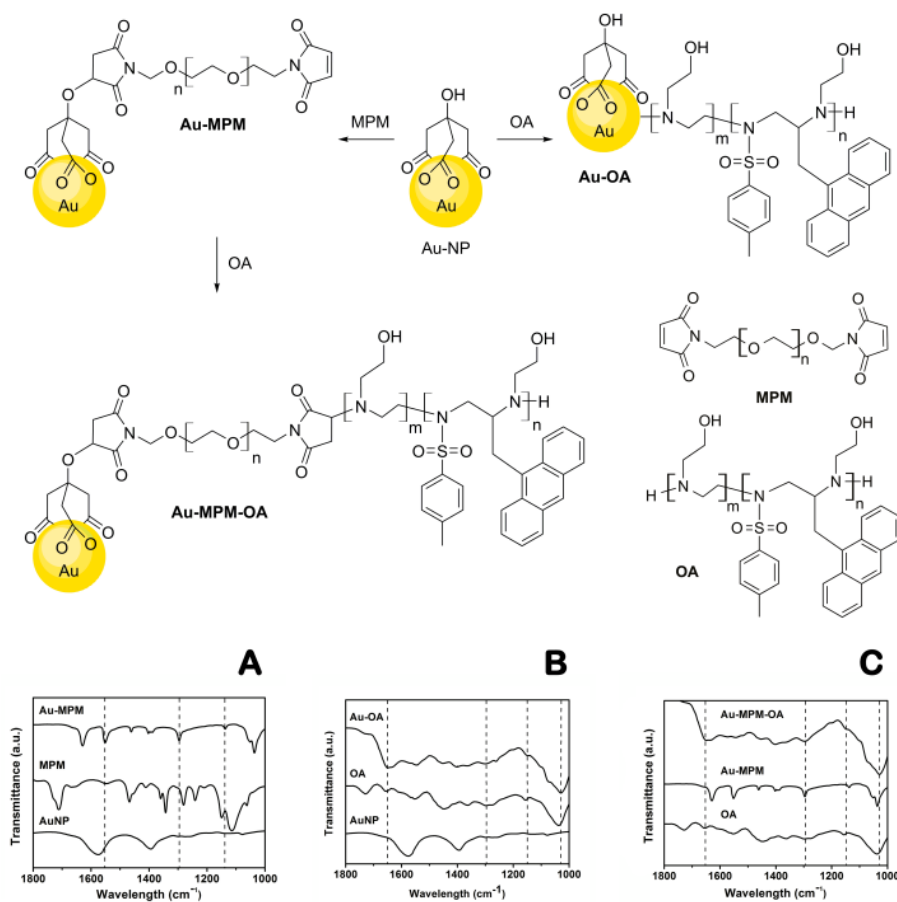 O
O
O
N
O
n
O
N
O
O
Au-MPM
O
O
O
O
O
Au
MPM
OH
O
O
O
O
Au
Au-NP
OA
OH
O
O
O
O
Au
Au-OA
OH
N
m
N
O=S=O
OH
N
H
n
OA
O
O
O
N
O
O
n
N
O
O
Au-MPM-OA
O
O
O
O
O
Au
OH
N
m
N
O=S=O
OH
N
H
n
O
N
O
O
n
O
N
O
O
MPM
OH
H
N
m
N
O=S=O
OH
N
H
n
OA
A
Au-MPM
MPM
AuNP
Transmittance (a.u.)
1800 1600 1400 1200 1000
Wavelength (cm⁻¹)
B
Au-OA
OA
AuNP
Transmittance (a.u.)
1800 1600 1400 1200 1000
Wavelength (cm⁻¹)
C
Au-MPM-OA
Au-MPM
OA
Transmittance (a.u.)
1800 1600 1400 1200 1000
Wavelength (cm⁻¹)